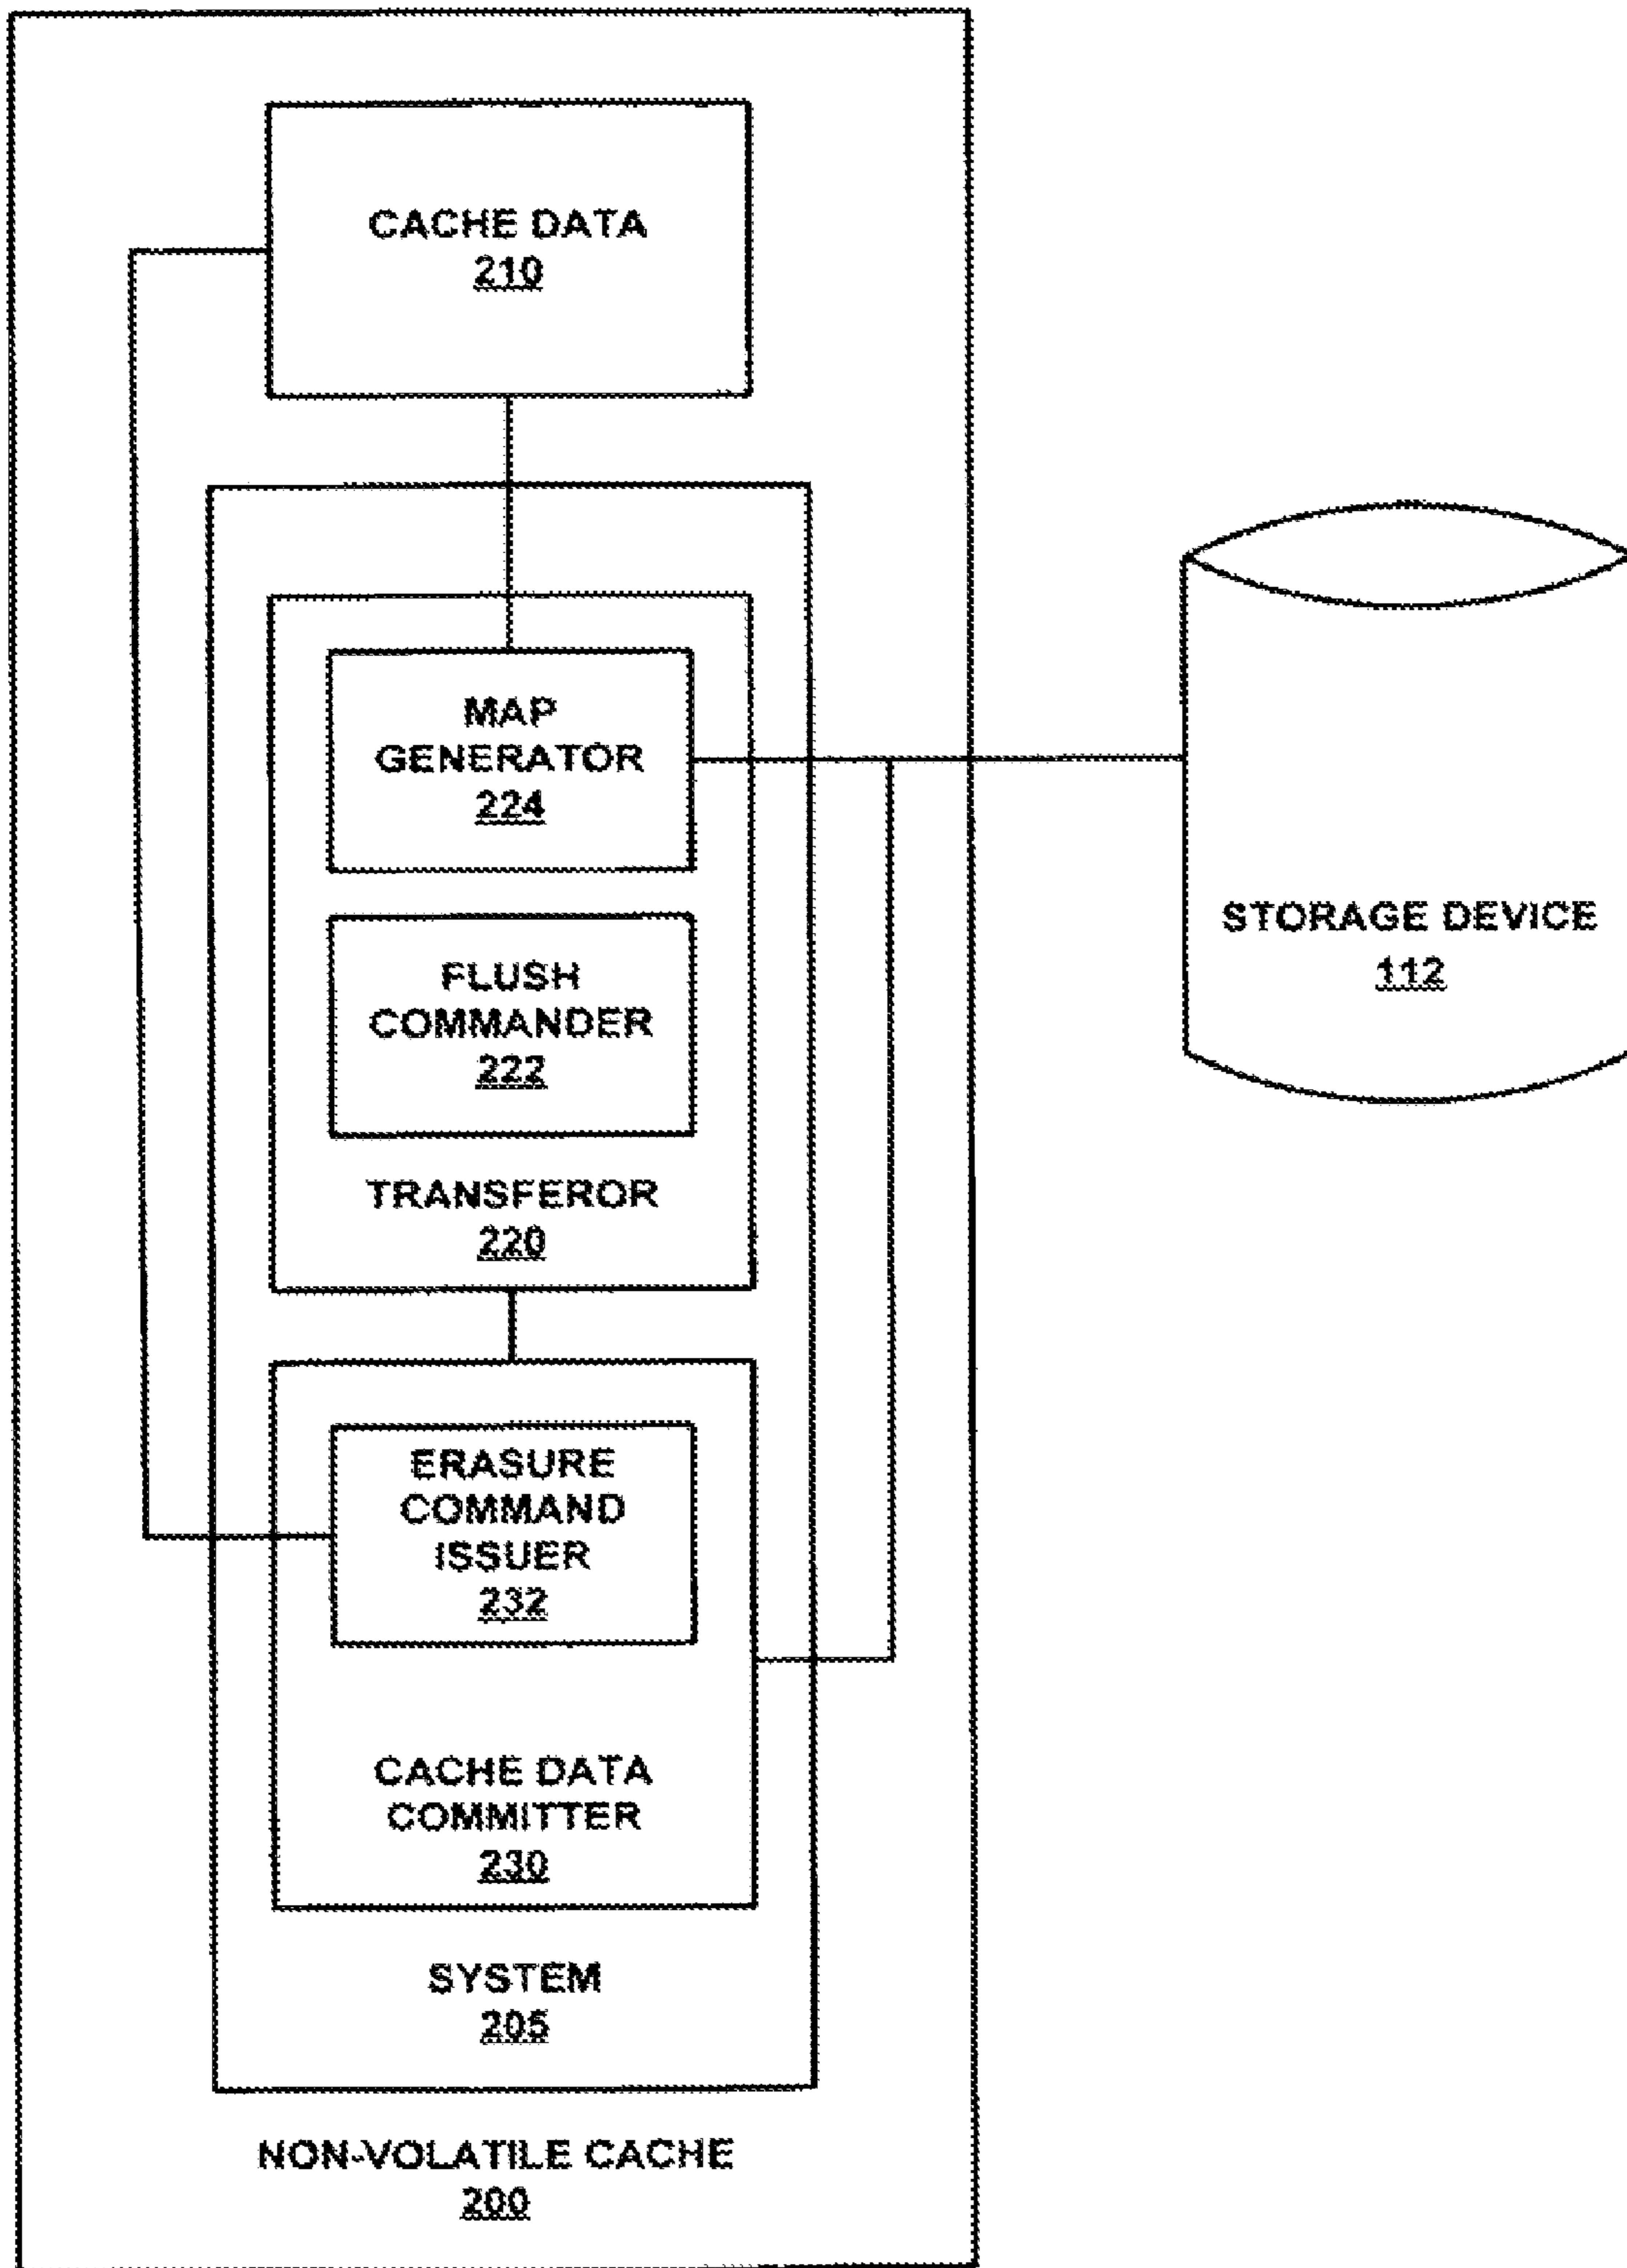 CACHE DATA
210
MAP
GENERATOR
224
FLUSH
COMMANDER
222
TRANSFEROR
220
STORAGE DEVICE
112
ERASURE
COMMAND
ISSUER
232
CACHE DATA
COMMITTER
230
SYSTEM
205
NON-VOLATILE CACHE
200